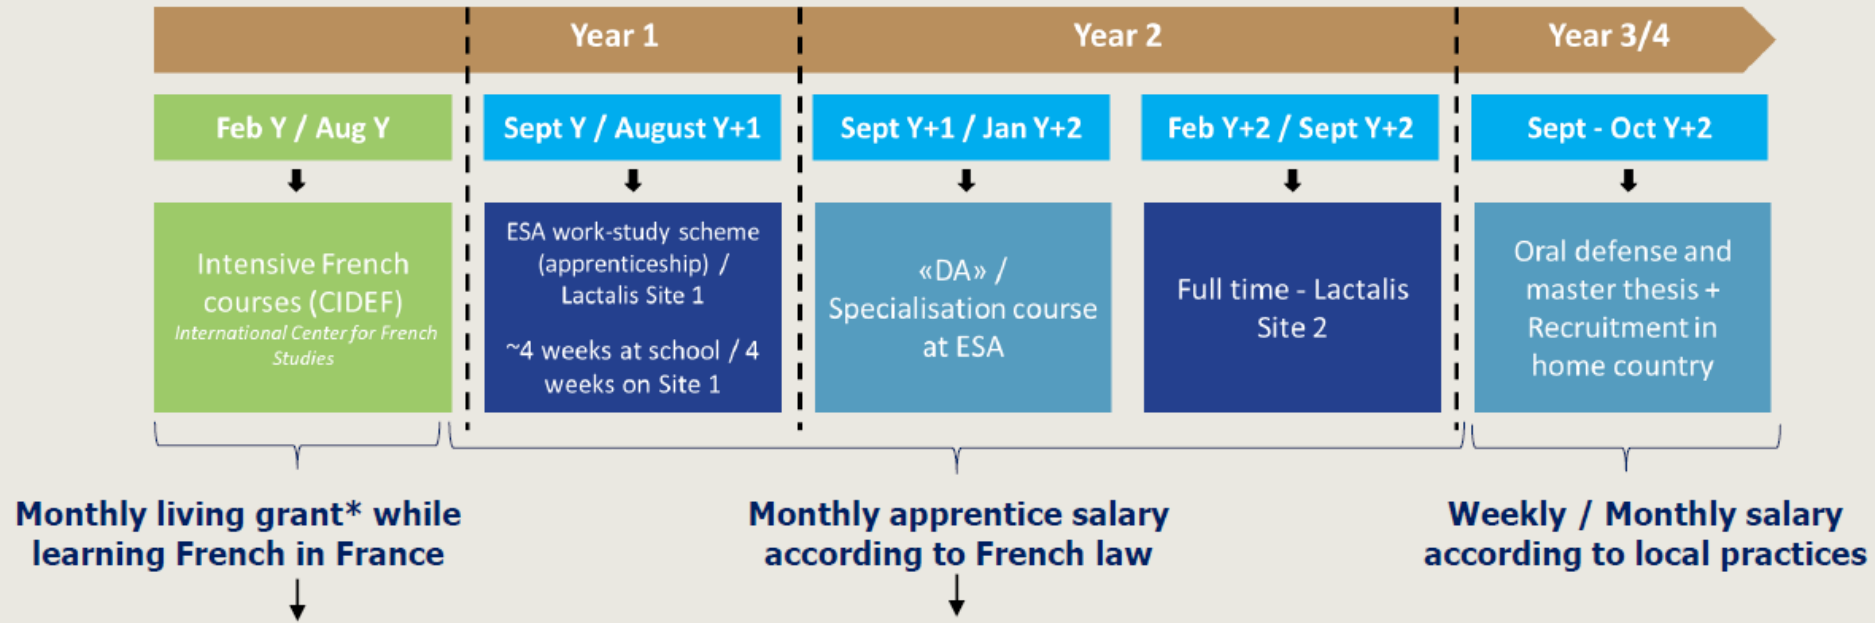 Year 1
Year 2
Year 3/4
Feb Y / Aug Y
Sept Y / August Y+1
Sept Y+1 / Jan Y+2
Feb Y+2 / Sept Y+2
Sept - Oct Y+2
Intensive French
courses (CIDEF)
International Center for French
Studies
ESA work-study scheme
(apprenticeship) /
Lactalis Site 1
~4 weeks at school / 4
weeks on Site 1
«DA» /
Specialisation course
at ESA
Full time - Lactalis
Site 2
Oral defense and
master thesis +
Recruitment in
home country
Monthly living grant* while
learning French in France
Monthly apprentice salary
according to French law
Weekly / Monthly salary
according to local practices